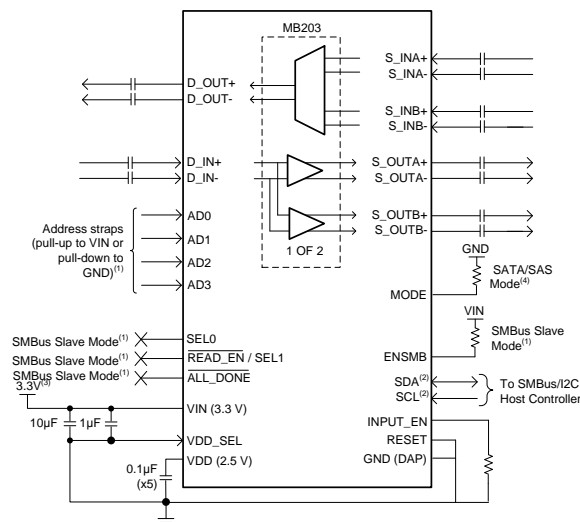 MB203
D_OUT+
D_OUT-
S_INA+
S_INA-
S_INB+
S_INB-
D_IN+
D_IN-
S_OUTA+
S_OUTA-
S_OUTB+
S_OUTB-
1 OF 2
Address straps
(pull-up to VIN or
pull-down to
GND)(1)
AD0
AD1
AD2
AD3
GND
SATA/SAS
Mode(4)
MODE
VIN
SMBus Slave
Mode(1)
ENSMB
SMBus Slave Mode(1)
SEL0
SMBus Slave Mode(1)
READ_EN / SEL1
SMBus Slave Mode(1)
ALL_DONE
SDA(2)
SCL(2)
To SMBus/I2C
Host Controller
3.3V(3)
VIN (3.3 V)
10µF
1µF
VDD_SEL
VDD (2.5 V)
0.1µF
(x5)
INPUT_EN
RESET
GND (DAP)